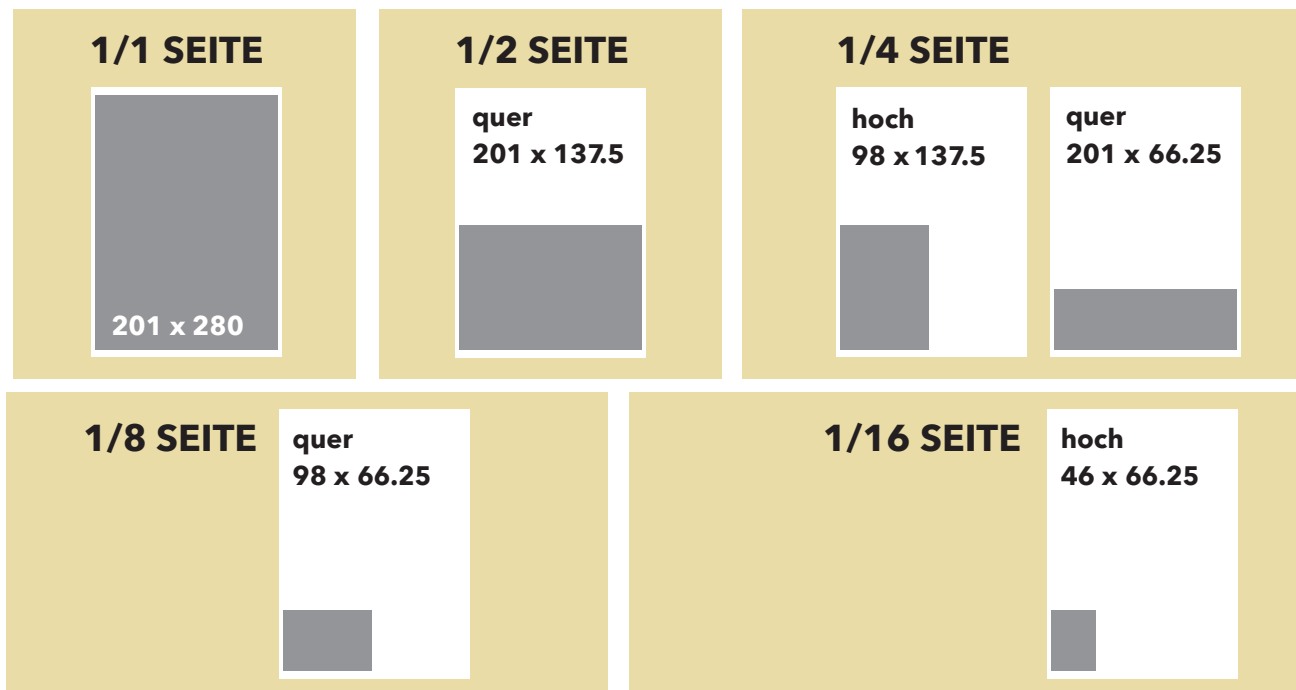 1/1 SEITE
201 x 280
1/2 SEITE
quer
201 x 137.5
1/4 SEITE
hoch
98 x 137.5
quer
201 x 66.25
1/8 SEITE
quer
98 x 66.25
1/16 SEITE
hoch
46 x 66.25